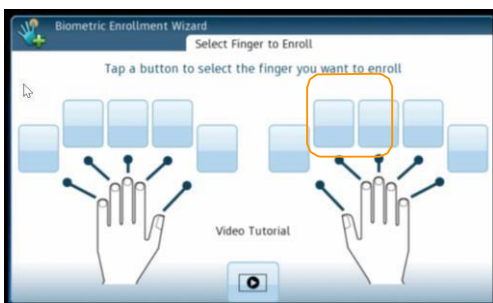 Biometric Enrollment Wizard
Select Finger to Enroll
Tap a button to select the finger you want to enroll
Video Tutorial